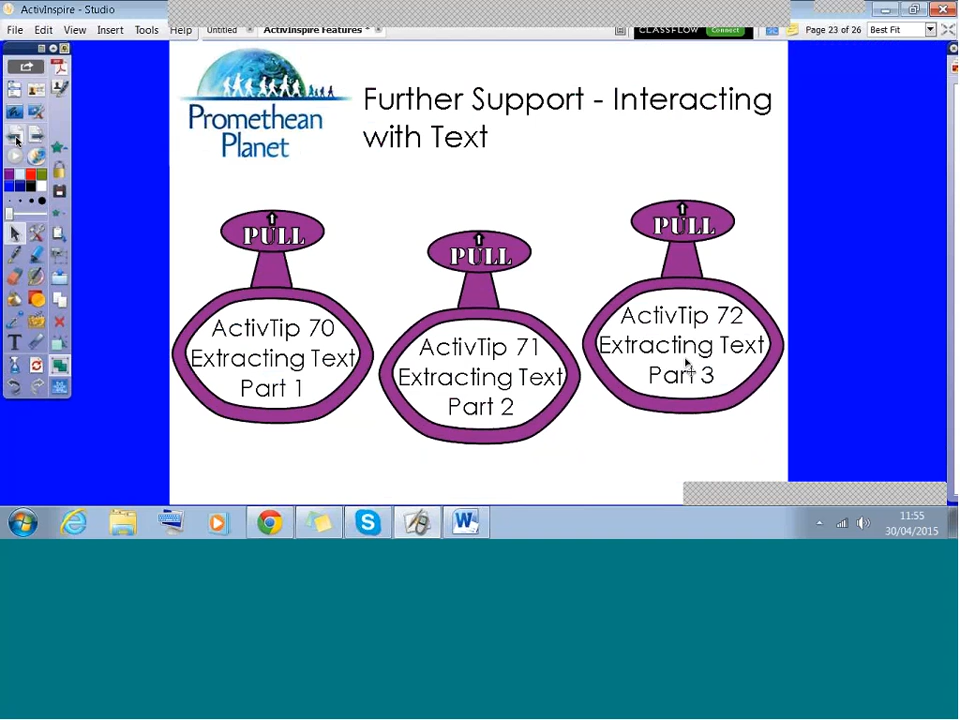 ActivInspire - Studio
File Edit View Insert Tools Help
Untitled ActivInspire Features *
CLASSFLOW Connect
Page 23 of 26 Best Fit
Promethean
Planet
Further Support - Interacting
with Text
PULL
ActivTip 70
Extracting Text
Part 1
PULL
ActivTip 71
Extracting Text
Part 2
PULL
ActivTip 72
Extracting Text
Part 3
11:55
30/04/2015